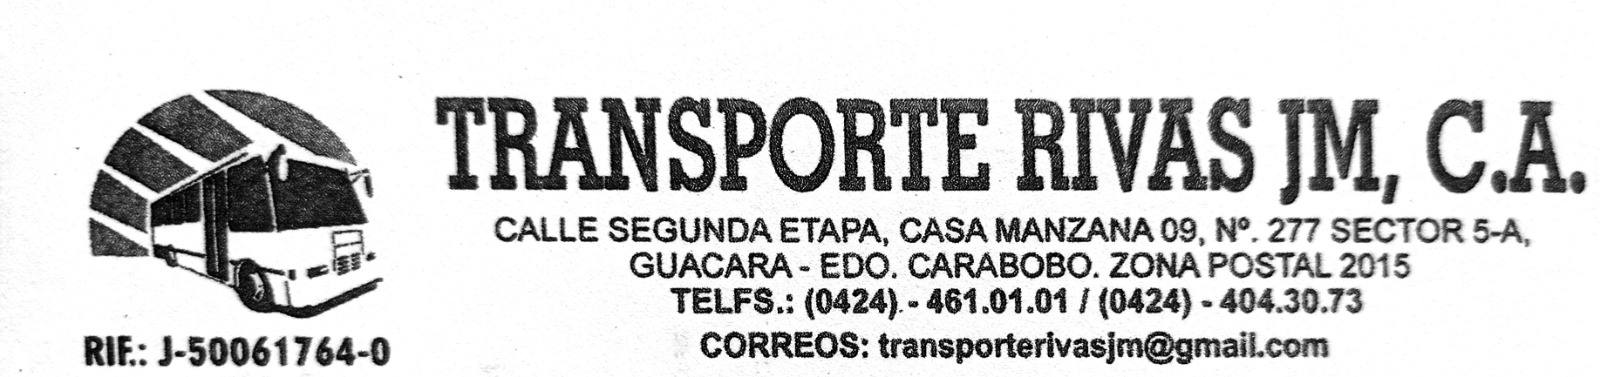 TRANSPORTE RIVAS JM, C.A.
CALLE SEGUNDA ETAPA, CASA MANZANA 09, Nº. 277 SECTOR 5-A,
GUACARA - EDO. CARABOBO. ZONA POSTAL 2015
TELFS.: (0424) - 461.01.01 / (0424) - 404.30.73
CORREOS: transporterivasjm@gmail.com
RIF.: J-50061764-0